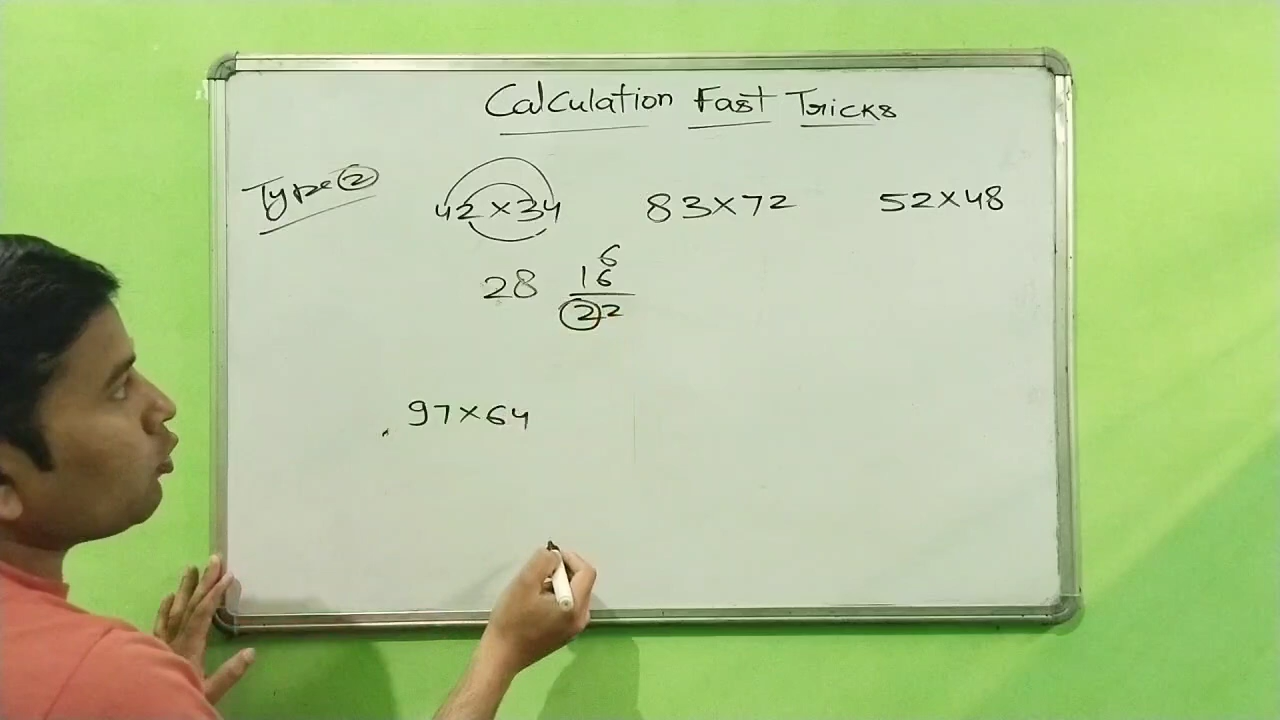 Calculation Fast Tricks
Type 2 42×34 83×72 52×48
6
28 16
22
97×64